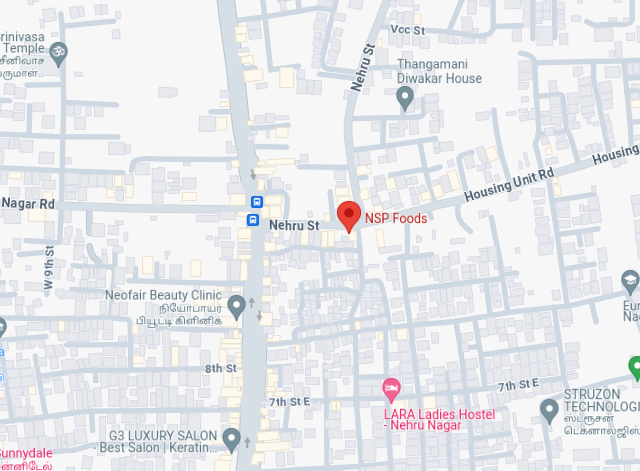 Srinivasa
Temple
சீனிவாச
Vcc St
Nehru St
Thangamani
Diwakar House
Housing
Housing Unit Rd
Nagar Rd
NSP Foods
Nehru St
W 9th St
Neofair Beauty Clinic
நியோபாயர்
பியூட்டி கிளினிக்
8th St
7th St E
7th St E
LARA Ladies Hostel
- Nehru Nagar
STRUZON
TECHNOLOGI
ஸ்ட்ரூசன்
டெக்னாலஜிஸ்
G3 LUXURY SALON
- Best Salon | Keratin...
Sunnydale